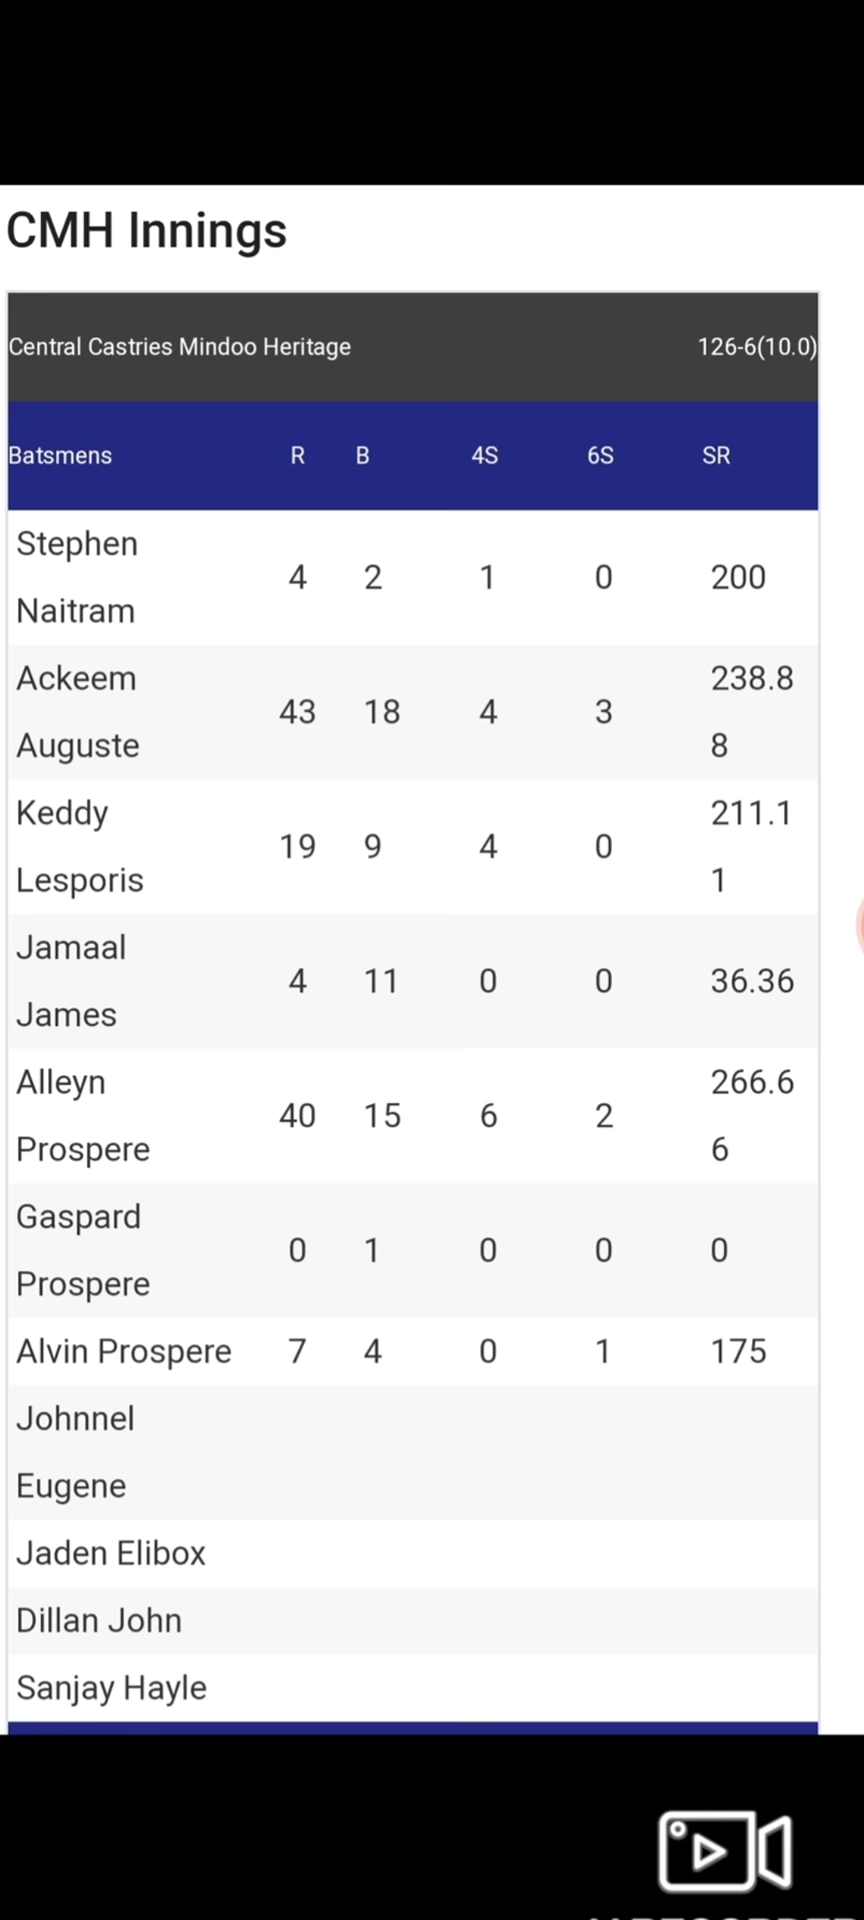 CMH Innings
Central Castries Mindoo Heritage 126-6(10.0)
Batsmens R B 4S 6S SR
Stephen
Naitram 4 2 1 0 200
Ackeem 238.8
43 18 4 3
Auguste 8
Keddy 211.1
19 9 4 0
Lesporis 1
Jamaal
4 11 0 0 36.36
James
Alleyn 266.6
40 15 6 2
Prospere 6
Gaspard
0 1 0 0 0
Prospere
Alvin Prospere 7 4 0 1 175
Johnnel
Eugene
Jaden Elibox
Dillan John
Sanjay Hayle